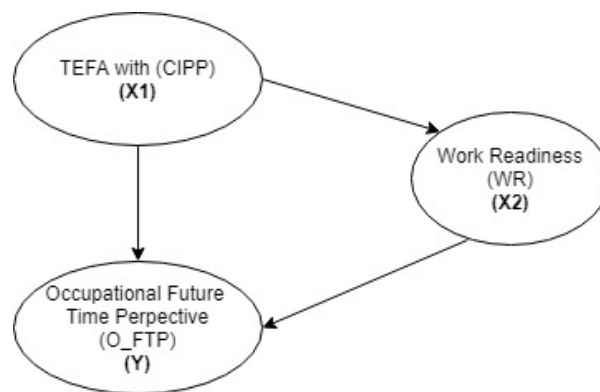 TEFA with (CIPP)
(X1)
Work Readiness
(WR)
(X2)
Occupational Future
Time Perpective
(O_FTP)
(Y)